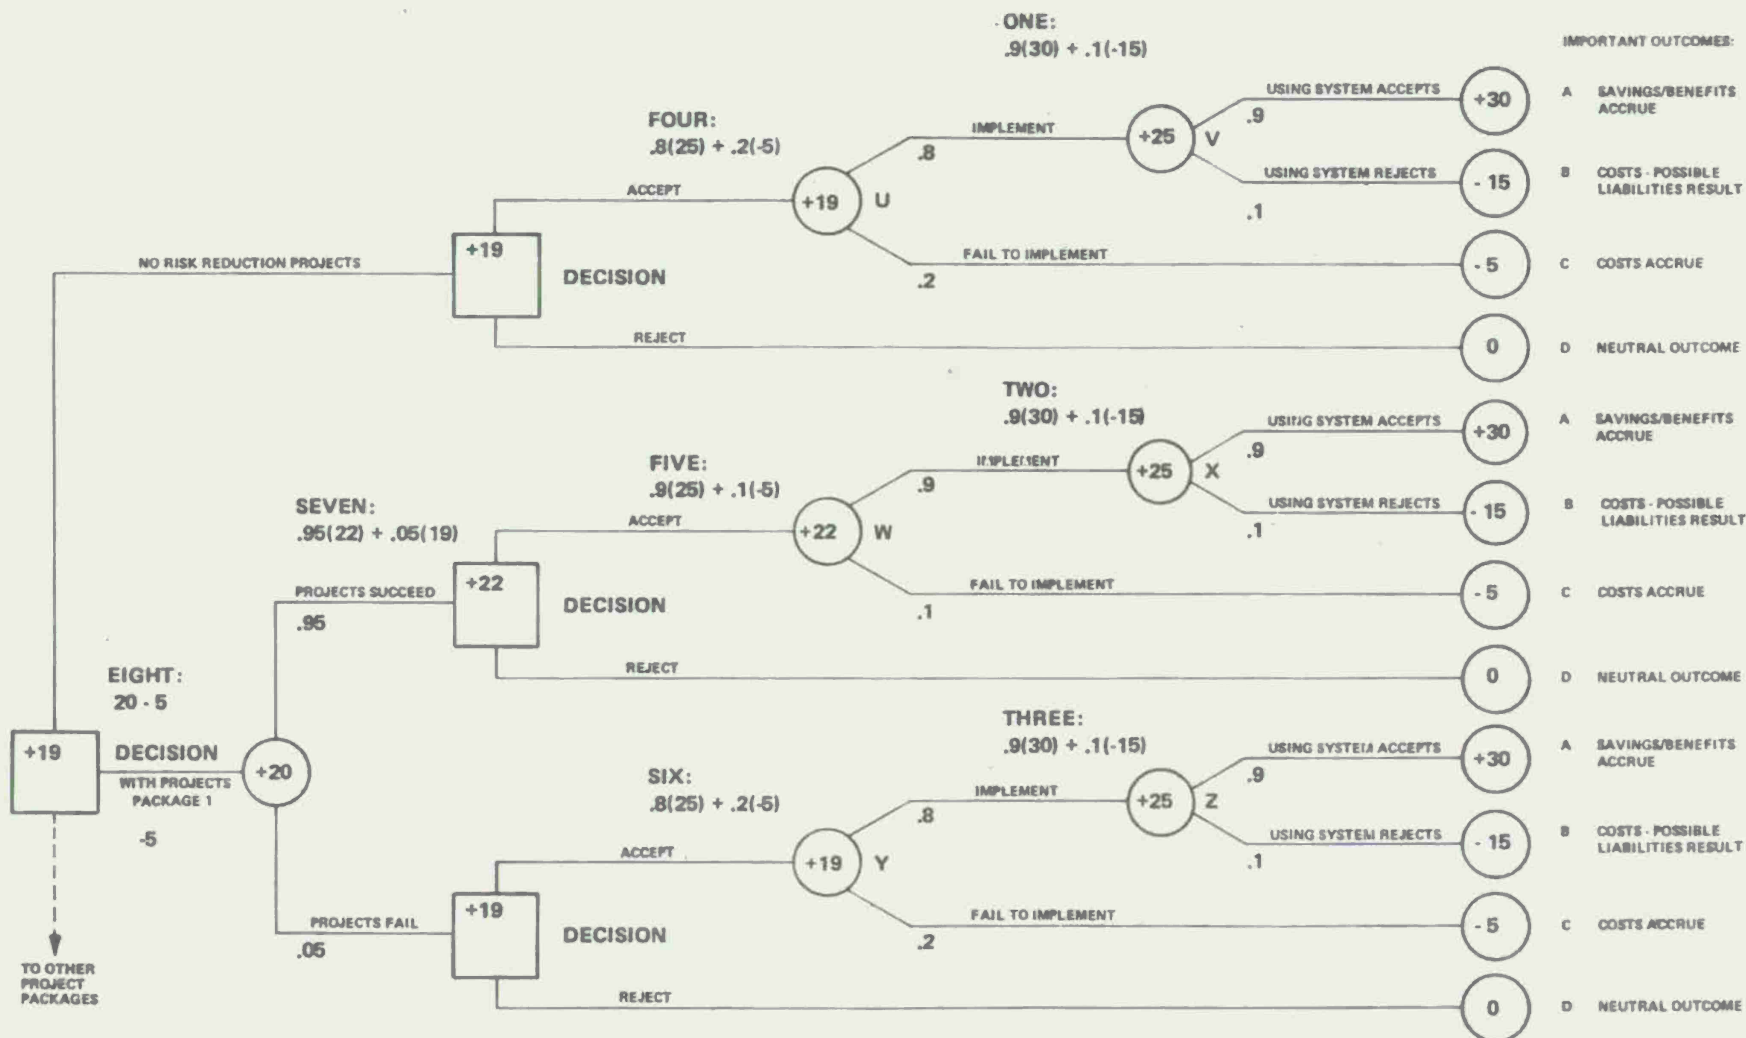 ONE:
.9(30) + .1(-15)
IMPORTANT OUTCOMES:
FOUR:
.8(25) + .2(-5)
NO RISK REDUCTION PROJECTS
+19
DECISION
ACCEPT
+19
U
IMPLEMENT
.8
+25
V
USING SYSTEM ACCEPTS
.9
+30
A SAVINGS/BENEFITS
ACCRUE
USING SYSTEM REJECTS
.1
- 15
B COSTS - POSSIBLE
LIABILITIES RESULT
FAIL TO IMPLEMENT
.2
- 5
C COSTS ACCRUE
REJECT
0
D NEUTRAL OUTCOME
TWO:
.9(30) + .1(-15)
FIVE:
.9(25) + .1(-5)
SEVEN:
.95(22) + .05(19)
PROJECTS SUCCEED
.95
+22
DECISION
ACCEPT
+22
W
IMPLEMENT
.9
+25
X
USING SYSTEM ACCEPTS
.9
+30
A SAVINGS/BENEFITS
ACCRUE
USING SYSTEM REJECTS
.1
- 15
B COSTS - POSSIBLE
LIABILITIES RESULT
FAIL TO IMPLEMENT
.1
- 5
C COSTS ACCRUE
REJECT
0
D NEUTRAL OUTCOME
EIGHT:
20 - 5
+19
DECISION
WITH PROJECTS
PACKAGE 1
-5
+20
TO OTHER
PROJECT
PACKAGES
THREE:
.9(30) + .1(-15)
SIX:
.8(25) + .2(-5)
PROJECTS FAIL
.05
+19
DECISION
ACCEPT
+19
Y
IMPLEMENT
.8
+25
Z
USING SYSTEM ACCEPTS
.9
+30
A SAVINGS/BENEFITS
ACCRUE
USING SYSTEM REJECTS
.1
- 15
B COSTS - POSSIBLE
LIABILITIES RESULT
FAIL TO IMPLEMENT
.2
- 5
C COSTS ACCRUE
REJECT
0
D NEUTRAL OUTCOME